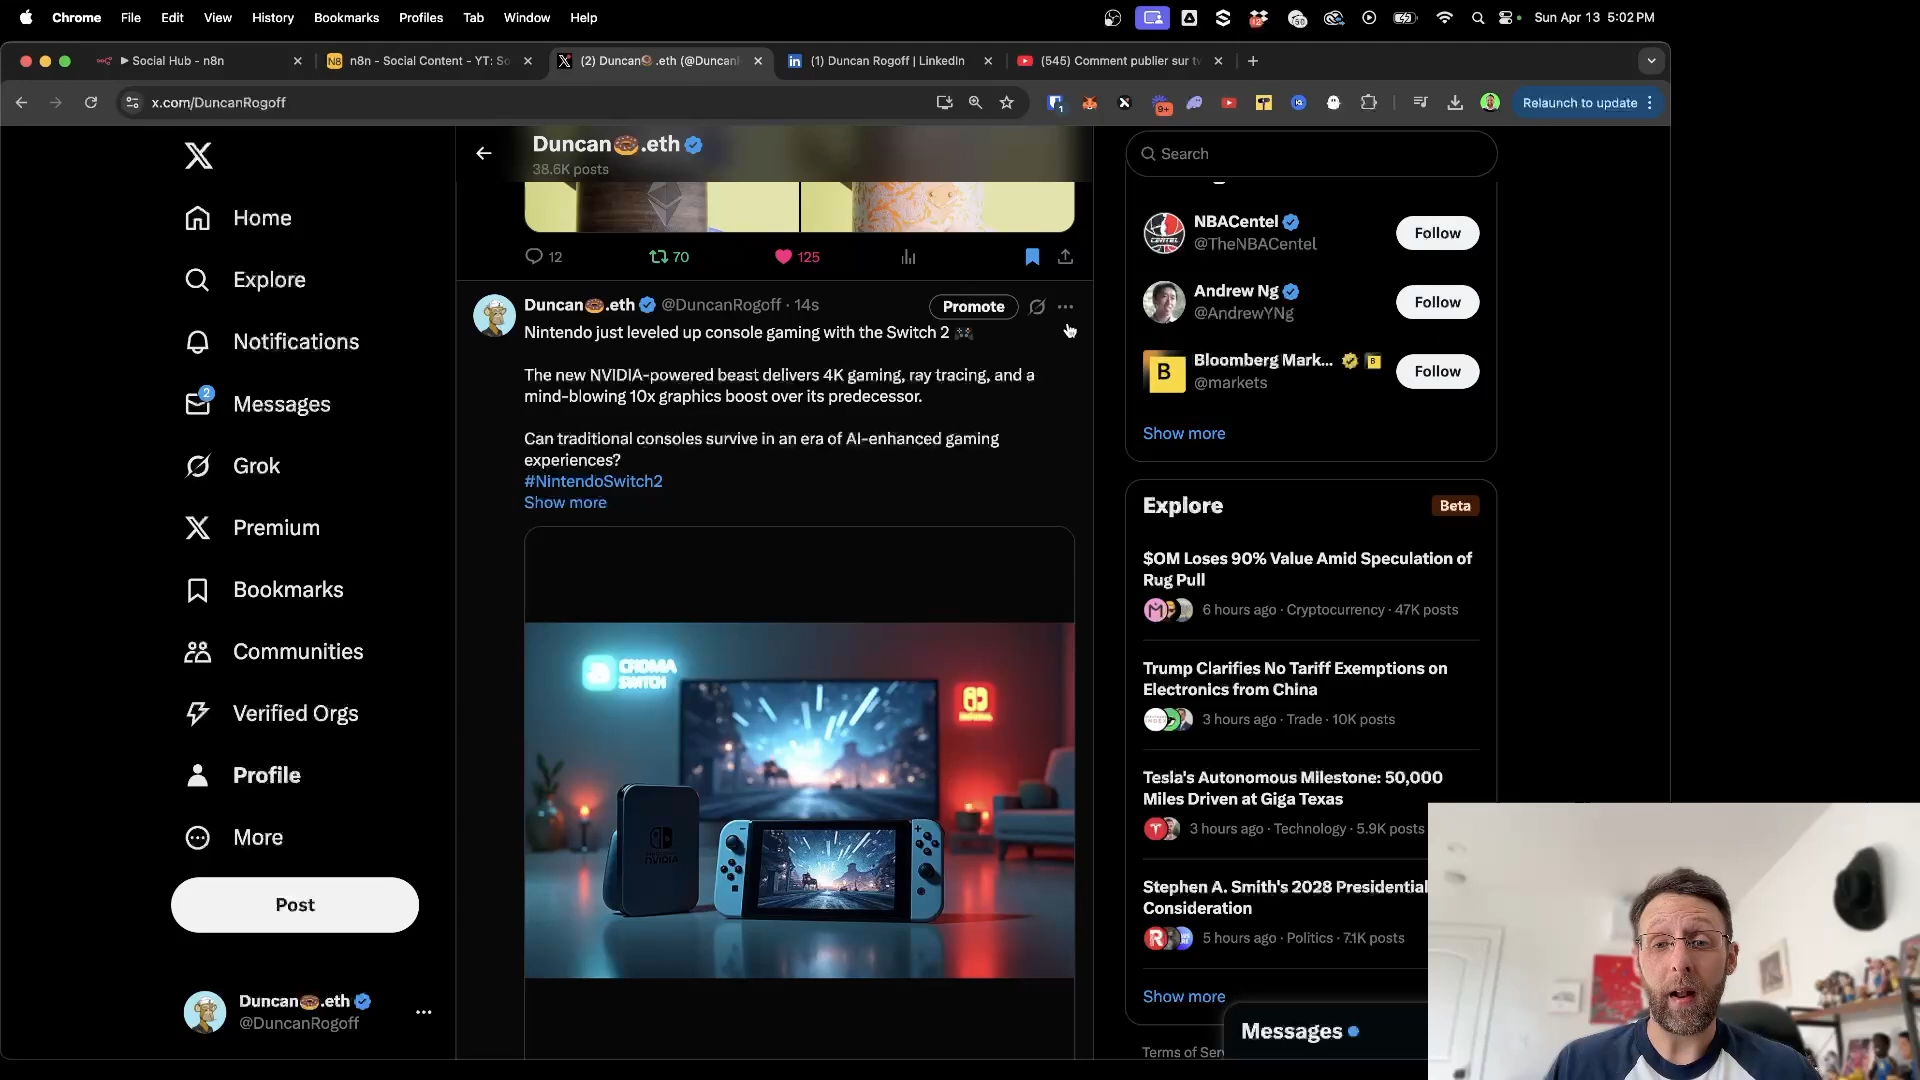 Chrome File Edit View History Bookmarks Profiles Tab Window Help
Sun Apr 13 5:02 PM
Social Hub - n8n
n8n - Social Content - YT: So
(2) Duncan🍩.eth (@Duncan
(1) Duncan Rogoff | LinkedIn
(545) Comment publier sur tw
x.com/DuncanRogoff
Relaunch to update
Home
Explore
Notifications
2
Messages
Grok
Premium
Bookmarks
Communities
Verified Orgs
Profile
More
Post
Duncan🍩.eth
@DuncanRogoff
Duncan🍩.eth
38.6K posts
12 70 125
Duncan🍩.eth @DuncanRogoff · 14s
Promote
Nintendo just leveled up console gaming with the Switch 2 🎮
The new NVIDIA-powered beast delivers 4K gaming, ray tracing, and a
mind-blowing 10x graphics boost over its predecessor.
Can traditional consoles survive in an era of AI-enhanced gaming
experiences?
#NintendoSwitch2
Show more
CROMA
SWITCH
NVIDIA
Search
NBACentel
@TheNBACentel
Follow
Andrew Ng
@AndrewYNg
Follow
Bloomberg Mark...
@markets
Follow
Show more
Explore
Beta
$OM Loses 90% Value Amid Speculation of
Rug Pull
6 hours ago · Cryptocurrency · 47K posts
Trump Clarifies No Tariff Exemptions on
Electronics from China
3 hours ago · Trade · 10K posts
Tesla's Autonomous Milestone: 50,000
Miles Driven at Giga Texas
3 hours ago · Technology · 5.9K posts
Stephen A. Smith's 2028 Presidential
Consideration
5 hours ago · Politics · 7.1K posts
Show more
Messages
Terms of Ser